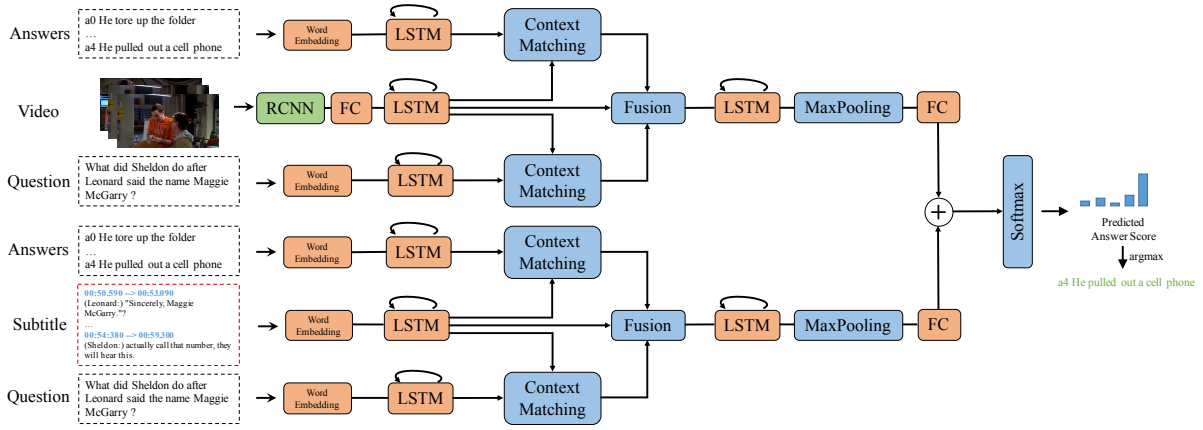 Answers
a0 He tore up the folder
...
a4 He pulled out a cell phone
Word
Embedding
LSTM
Context
Matching
Video
RCNN
FC
LSTM
Fusion
LSTM
MaxPooling
FC
Question
What did Sheldon do after
Leonard said the name Maggie
McGarry ?
Word
Embedding
LSTM
Context
Matching
Answers
a0 He tore up the folder
...
a4 He pulled out a cell phone
Word
Embedding
LSTM
Context
Matching
Subtitle
00:50.590 --> 00:53.090
(Leonard:) "Sincerely, Maggie
McGarry."?
...
00:54:380 --> 00:59.300
(Sheldon:) actually call that number, they
will hear this.
Word
Embedding
LSTM
Fusion
LSTM
MaxPooling
FC
Question
What did Sheldon do after
Leonard said the name Maggie
McGarry ?
Word
Embedding
LSTM
Context
Matching
+
Softmax
Predicted
Answer Score
argmax
a4 He pulled out a cell phone